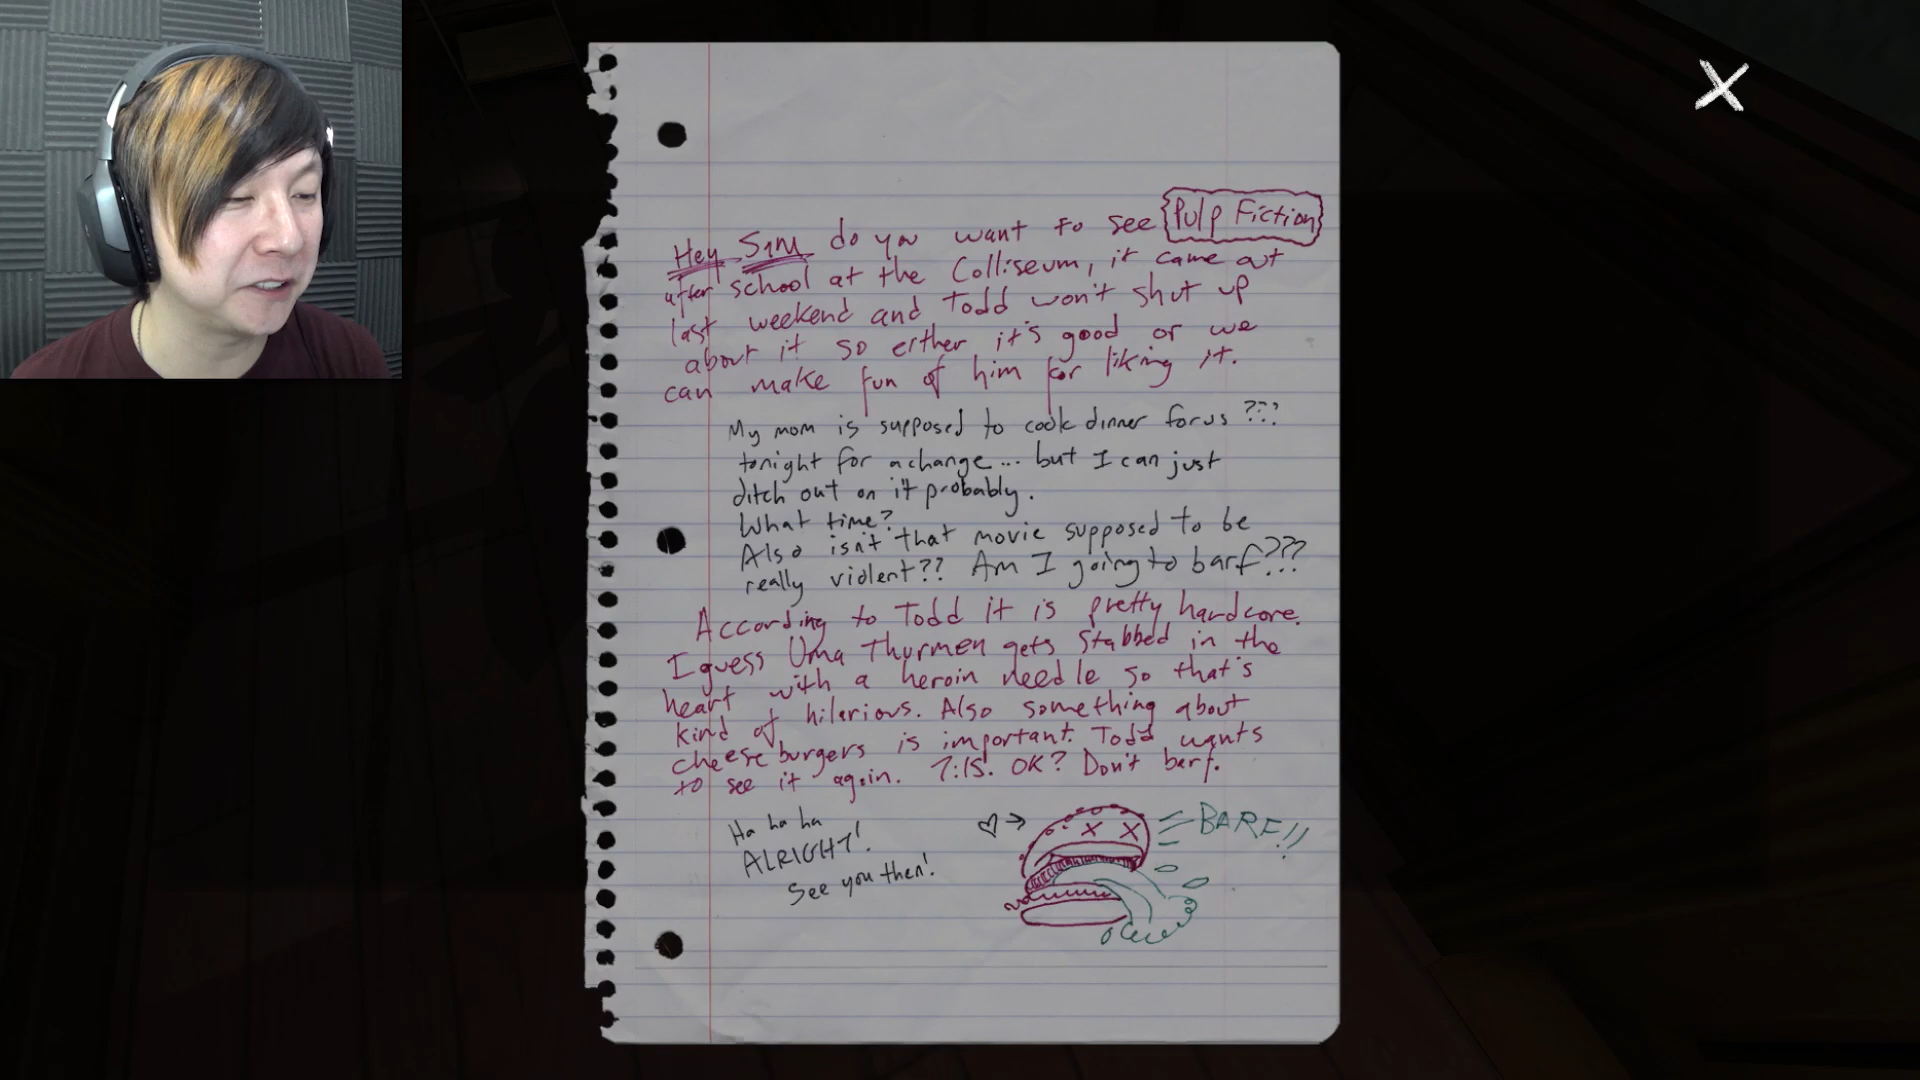 Hey Sam do you want to see Pulp Fiction
after school at the Colliseum, it came out
last weekend and Todd won't shut up
about it so either it's good or we
can make fun of him for liking it.
My mom is supposed to cook dinner for us ???
tonight for a change... but I can just
ditch out on it probably.
What time?
Also isn't that movie supposed to be
really violent?? Am I going to barf???
According to Todd it is pretty hardcore.
I guess Uma Thurmen gets stabbed in the
heart with a heroin needle so that's
kind of hilarious. Also something about
cheeseburgers is important. Todd wants
to see it again. 7:15. OK? Don't barf.
Ha ha ha
ALRIGHT!
See you then!
BARF!!